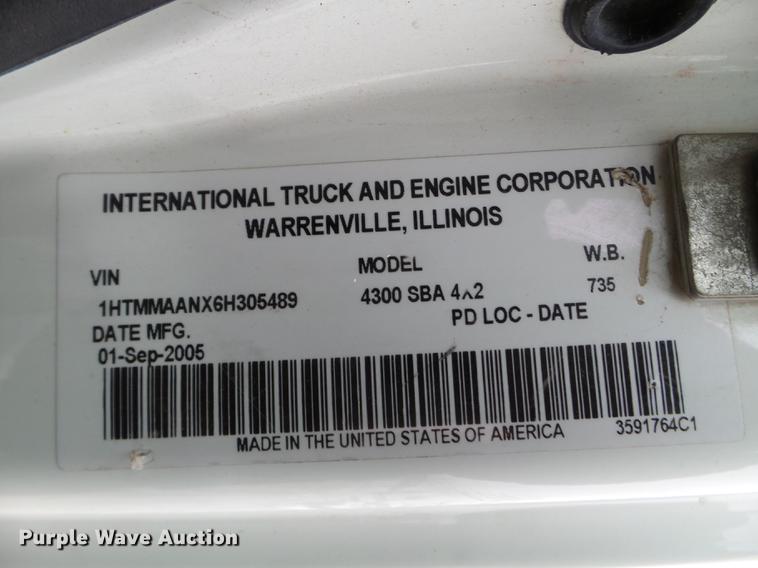 INTERNATIONAL TRUCK AND ENGINE CORPORATION
WARRENVILLE, ILLINOIS
VIN MODEL W.B.
1HTMMAANX6H305489 4300 SBA 4x2 735
DATE MFG. PD LOC - DATE
01-Sep-2005
MADE IN THE UNITED STATES OF AMERICA 3591764C1
Purple Wave Auction